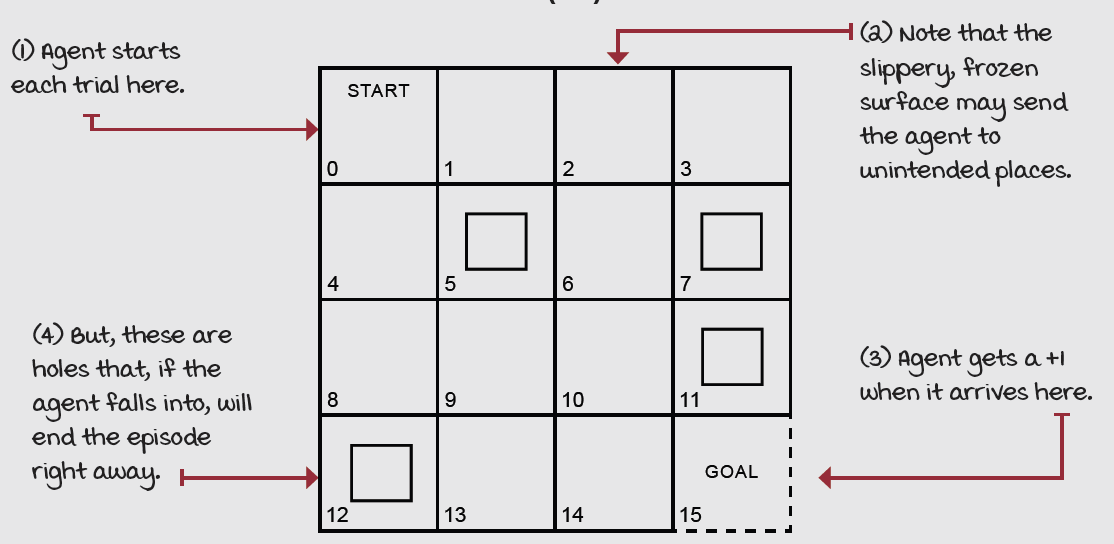 (1) Agent starts
each trial here.
(2) Note that the
slippery, frozen
surface may send
the agent to
unintended places.
START
0
1
2
3
4
5
6
7
(4) But, these are
holes that, if the
agent falls into, will
end the episode
right away.
8
9
10
11
(3) Agent gets a +1
when it arrives here.
12
13
14
GOAL
15